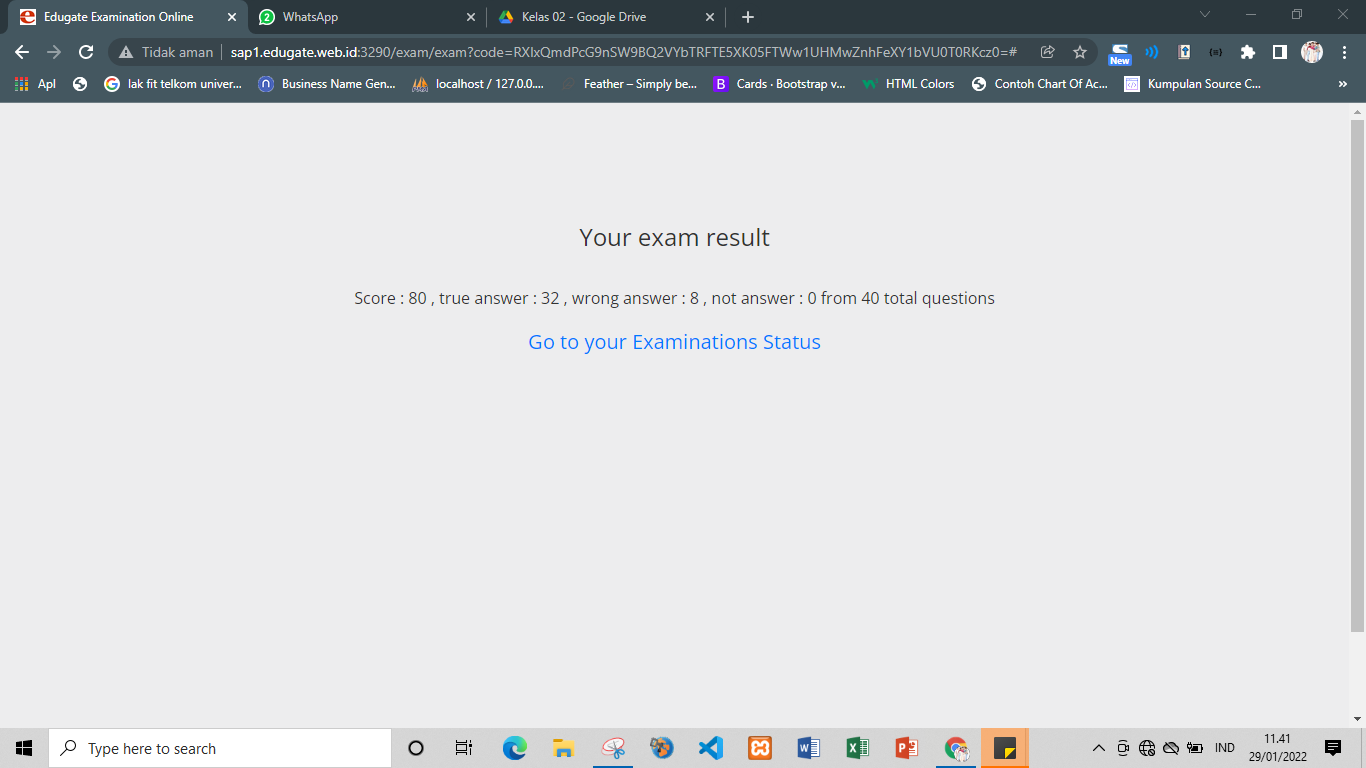 Edugate Examination Online
WhatsApp
Kelas 02 - Google Drive
Tidak aman
sap1.edugate.web.id:3290/exam/exam?code=RXlxQmdPcG9nSW9BQ2VYbTRFTE5XK05FTWw1UHMwZnhFeXY1bVU0T0RKcz0=#
New
Apl
lak fit telkom univer...
Business Name Gen...
localhost / 127.0.0....
Feather – Simply be...
B
Cards · Bootstrap v...
HTML Colors
Contoh Chart Of Ac...
Kumpulan Source C...
»
Your exam result
Score : 80 , true answer : 32 , wrong answer : 8 , not answer : 0 from 40 total questions
Go to your Examinations Status
Type here to search
IND
11.41
29/01/2022